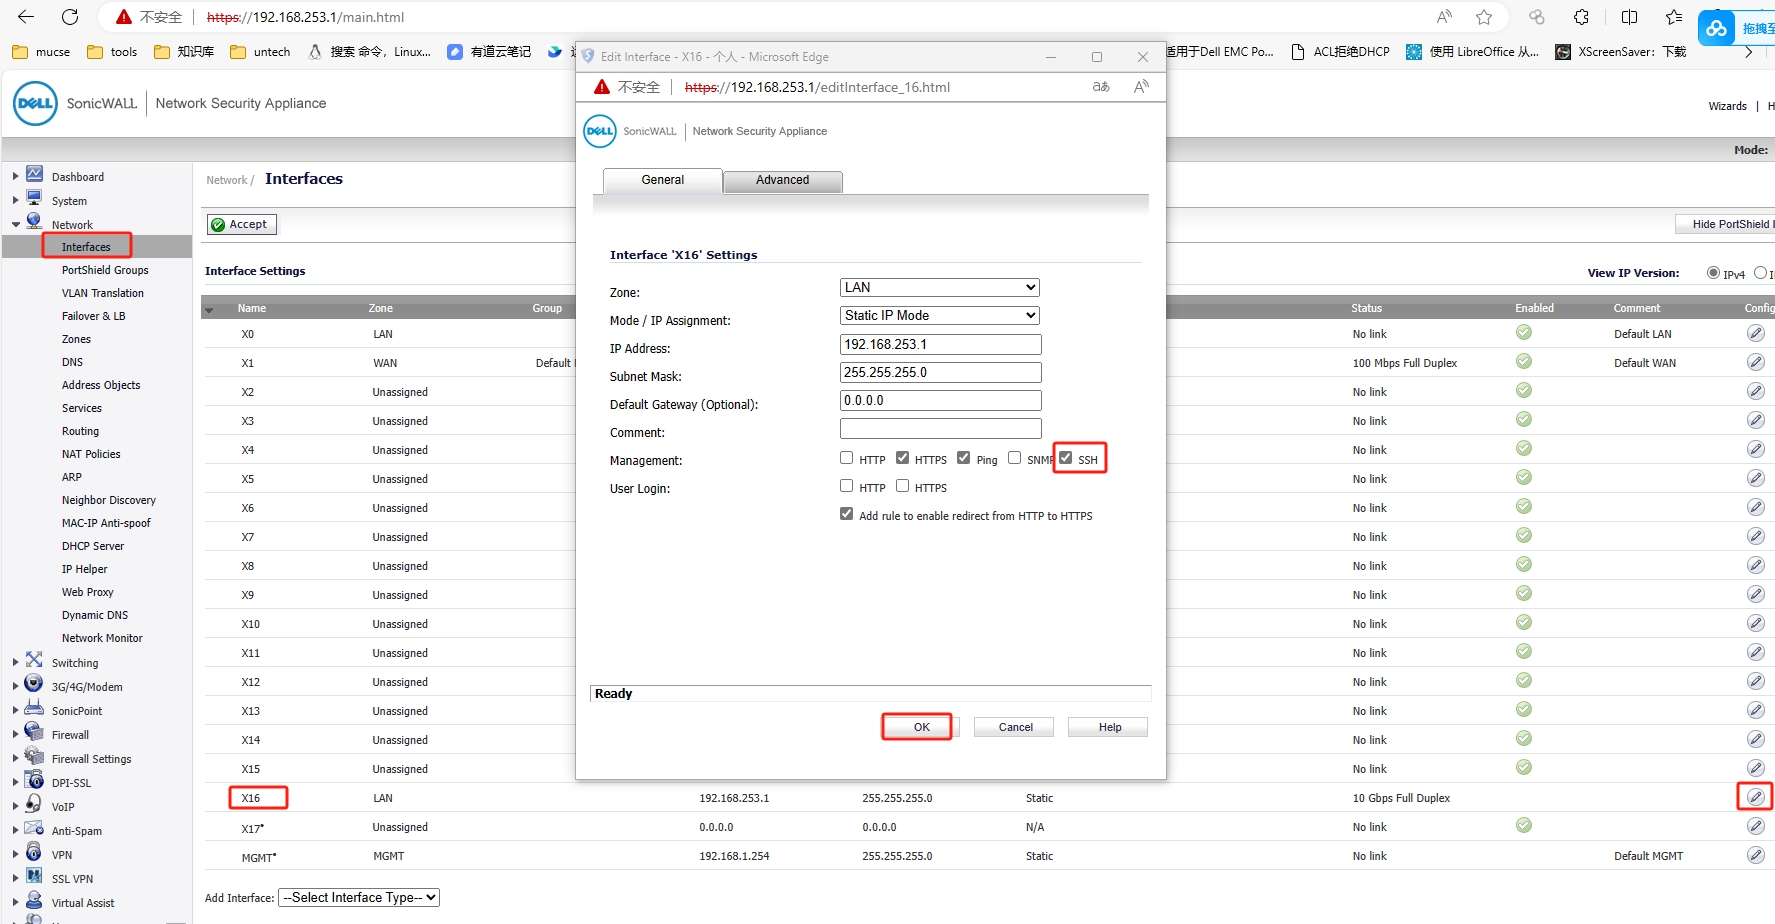 不安全 https://192.168.253.1/main.html
拖拽至
mucse tools 知识库 untech 搜索 命令，Linux... 有道云笔记 适用于Dell EMC Po... ACL拒绝DHCP 使用 LibreOffice 从... XScreenSaver：下载
DELL SonicWALL Network Security Appliance
Wizards |
Mode:
Dashboard
System
Network
Interfaces
PortShield Groups
VLAN Translation
Failover & LB
Zones
DNS
Address Objects
Services
Routing
NAT Policies
ARP
Neighbor Discovery
MAC-IP Anti-spoof
DHCP Server
IP Helper
Web Proxy
Dynamic DNS
Network Monitor
Switching
3G/4G/Modem
SonicPoint
Firewall
Firewall Settings
DPI-SSL
VoIP
Anti-Spam
VPN
SSL VPN
Virtual Assist
Network / Interfaces
Accept
Hide PortShield
Interface Settings
View IP Version: IPv4
Name Zone Group Status Enabled Comment Config
X0 LAN No link Default LAN
X1 WAN Default 100 Mbps Full Duplex Default WAN
X2 Unassigned No link
X3 Unassigned No link
X4 Unassigned No link
X5 Unassigned No link
X6 Unassigned No link
X7 Unassigned No link
X8 Unassigned No link
X9 Unassigned No link
X10 Unassigned No link
X11 Unassigned No link
X12 Unassigned No link
X13 Unassigned No link
X14 Unassigned No link
X15 Unassigned No link
X16 LAN 192.168.253.1 255.255.255.0 Static 10 Gbps Full Duplex
X17* Unassigned 0.0.0.0 0.0.0.0 N/A No link
MGMT* MGMT 192.168.1.254 255.255.255.0 Static No link Default MGMT
Add Interface: --Select Interface Type--
Edit Interface - X16 - 个人 - Microsoft Edge
不安全 https://192.168.253.1/editInterface_16.html
DELL SonicWALL Network Security Appliance
General Advanced
Interface 'X16' Settings
Zone: LAN
Mode / IP Assignment: Static IP Mode
IP Address: 192.168.253.1
Subnet Mask: 255.255.255.0
Default Gateway (Optional): 0.0.0.0
Comment:
Management: HTTP HTTPS Ping SNMP SSH
User Login: HTTP HTTPS
Add rule to enable redirect from HTTP to HTTPS
Ready
OK Cancel Help